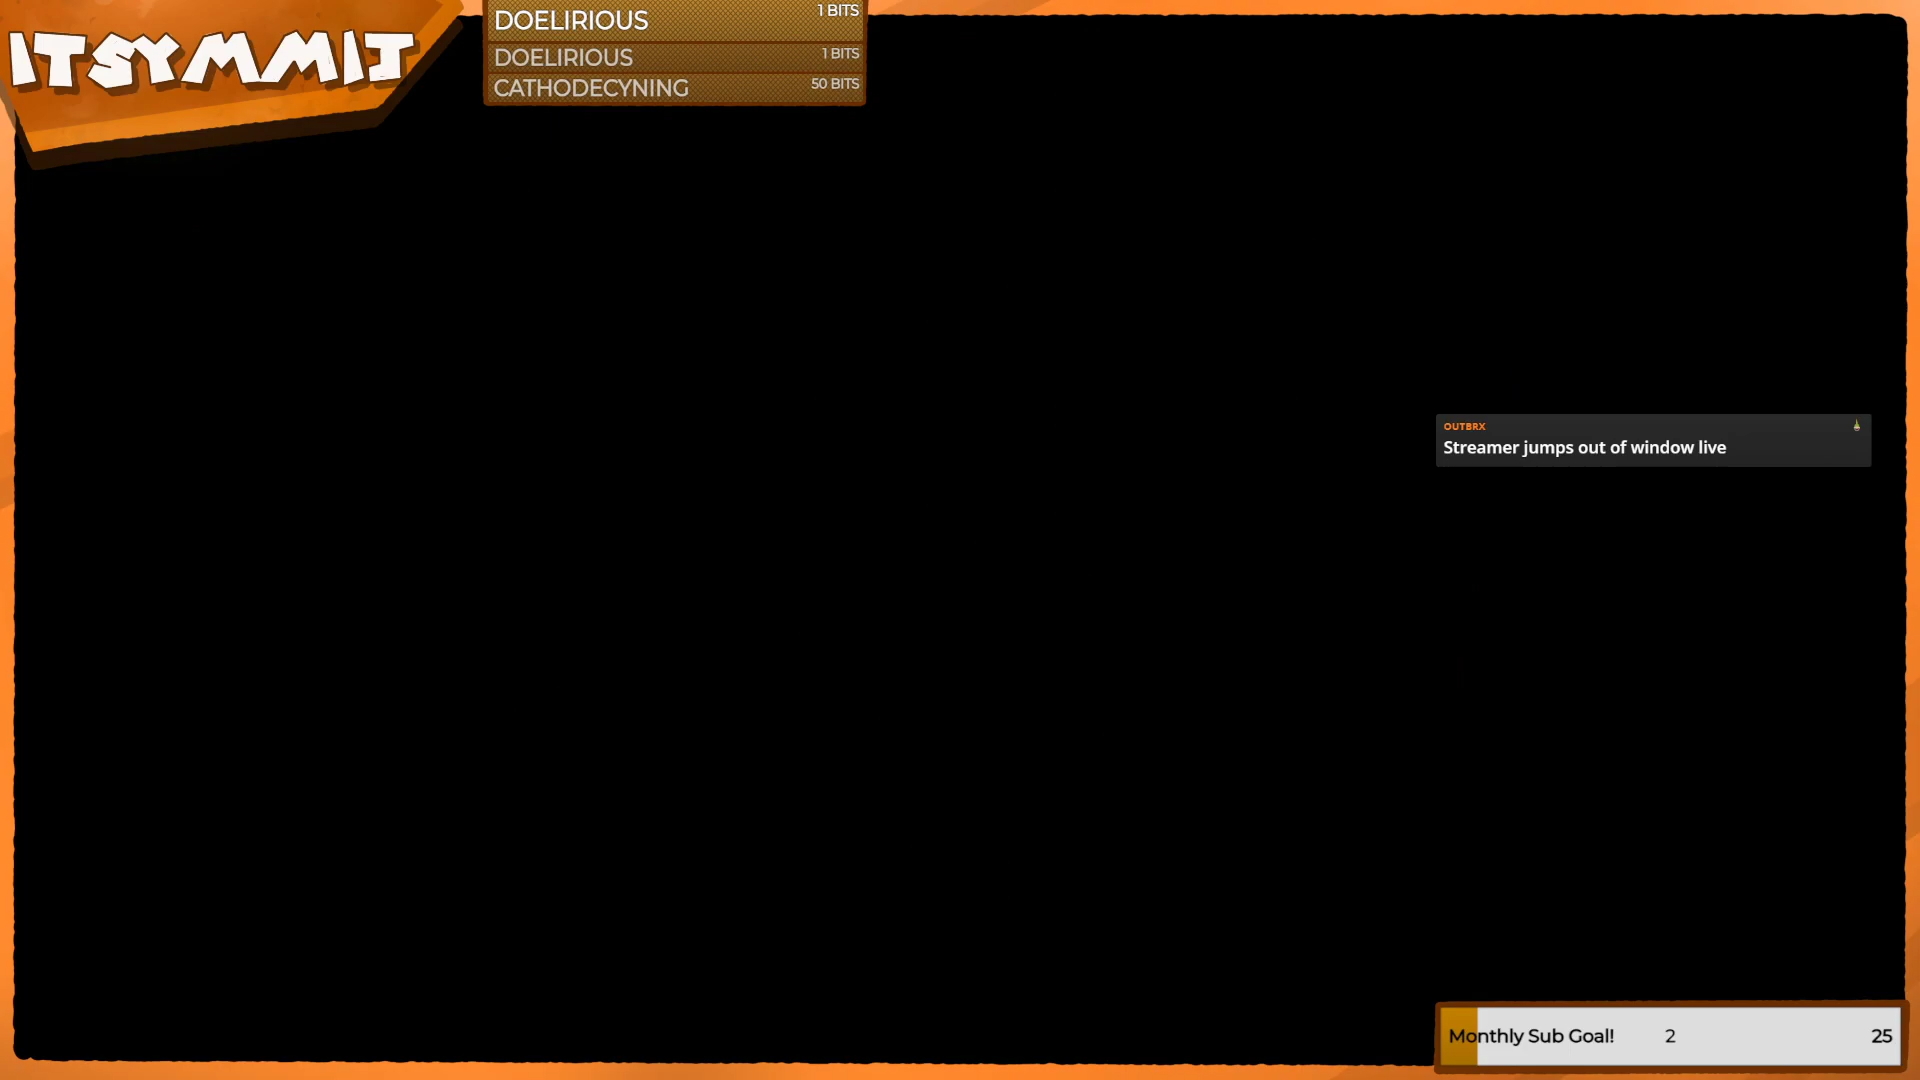 ITSYMMIJ
DOELIRIOUS 1 BITS
DOELIRIOUS 1 BITS
CATHODECYNING 50 BITS
OUTBRX
Streamer jumps out of window live
Monthly Sub Goal! 2 25